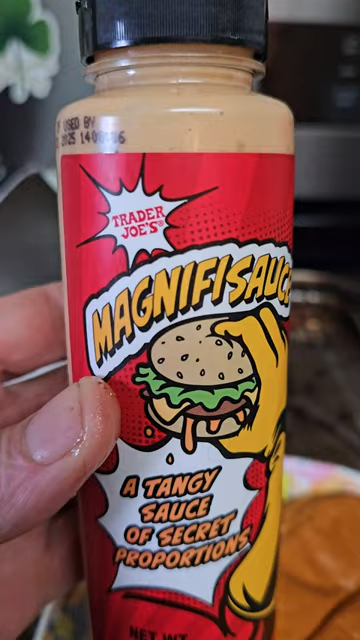 USED BY
2025 1408
TRADER
JOE'S®
MAGNIFISAUCE
A TANGY
SAUCE
OF SECRET
PROPORTIONS
NET WT